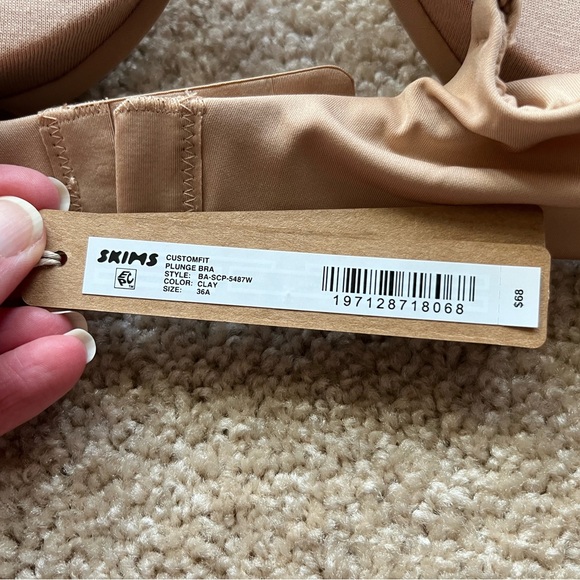 SKIMS
CUSTOMFIT
PLUNGE BRA
STYLE: BA-SCP-5487W
COLOR: CLAY
SIZE: 36A
197128718068
$68